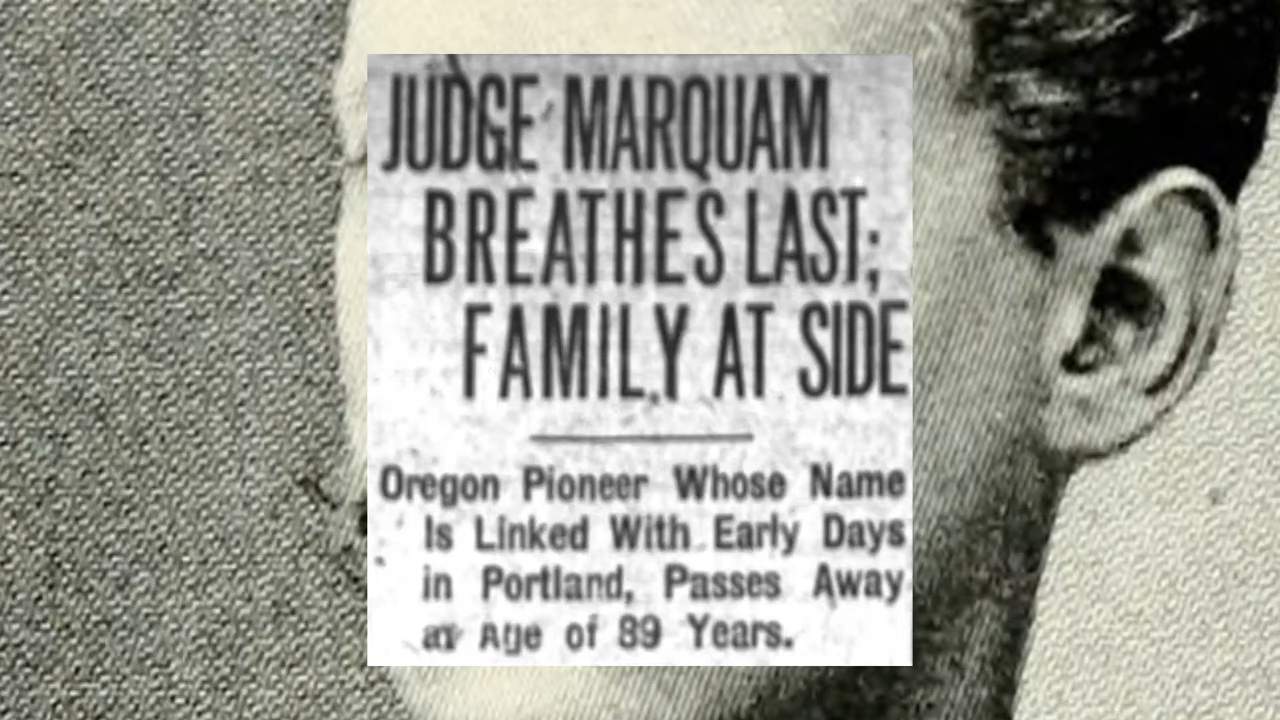 JUDGE MARQUAM
BREATHES LAST;
FAMILY AT SIDE
Oregon Pioneer Whose Name
Is Linked With Early Days
in Portland, Passes Away
at Age of 89 Years.